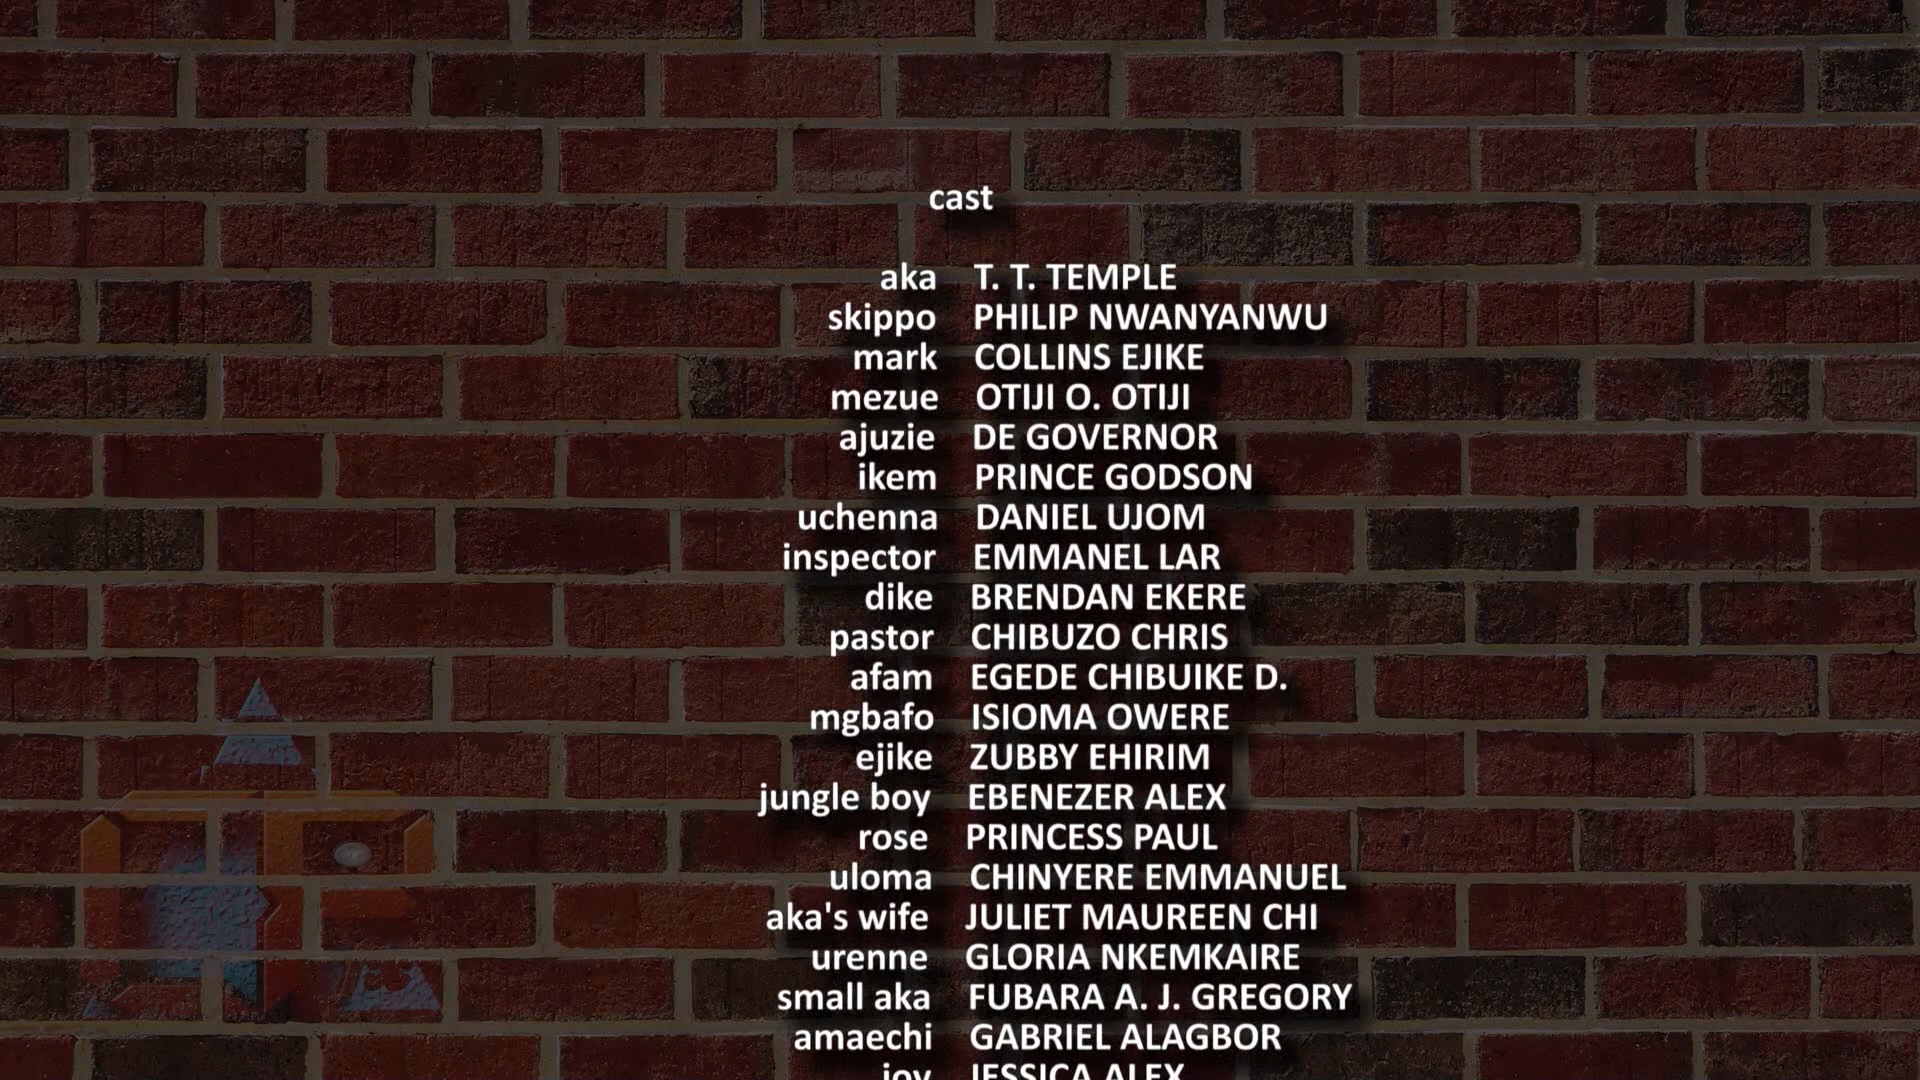 cast
aka T. T. TEMPLE
skippo PHILIP NWANYANWU
mark COLLINS EJIKE
mezue OTIJI O. OTIJI
ajuzie DE GOVERNOR
ikem PRINCE GODSON
uchenna DANIEL UJOM
inspector EMMANEL LAR
dike BRENDAN EKERE
pastor CHIBUZO CHRIS
afam EGEDE CHIBUIKE D.
mgbafo ISIOMA OWERE
ejike ZUBBY EHIRIM
jungle boy EBENEZER ALEX
rose PRINCESS PAUL
uloma CHINYERE EMMANUEL
aka's wife JULIET MAUREEN CHI
urenne GLORIA NKEMKAIRE
small aka FUBARA A. J. GREGORY
amaechi GABRIEL ALAGBOR
joy JESSICA ALEX